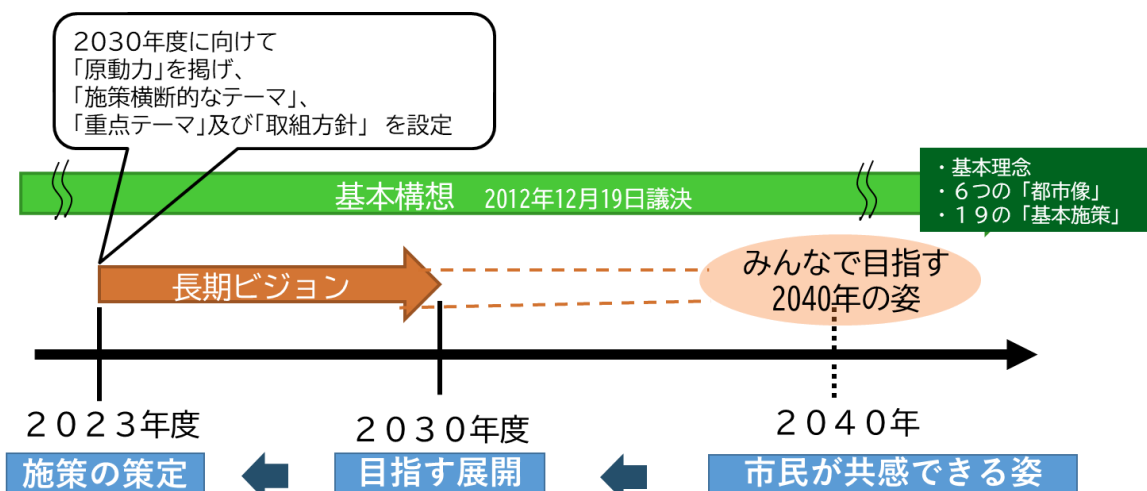 ２０３０年度に向けて
「原動力」を掲げ、
「施策横断的なテーマ」、
「重点テーマ」及び「取組方針」 を設定
基本構想 2012年12月19日議決
・基本理念
・６つの「都市像」
・１９の「基本施策」
長期ビジョン
みんなで目指す
2040年の姿
２０２３年度
２０３０年度
２０４０年
施策の策定
目指す展開
市民が共感できる姿